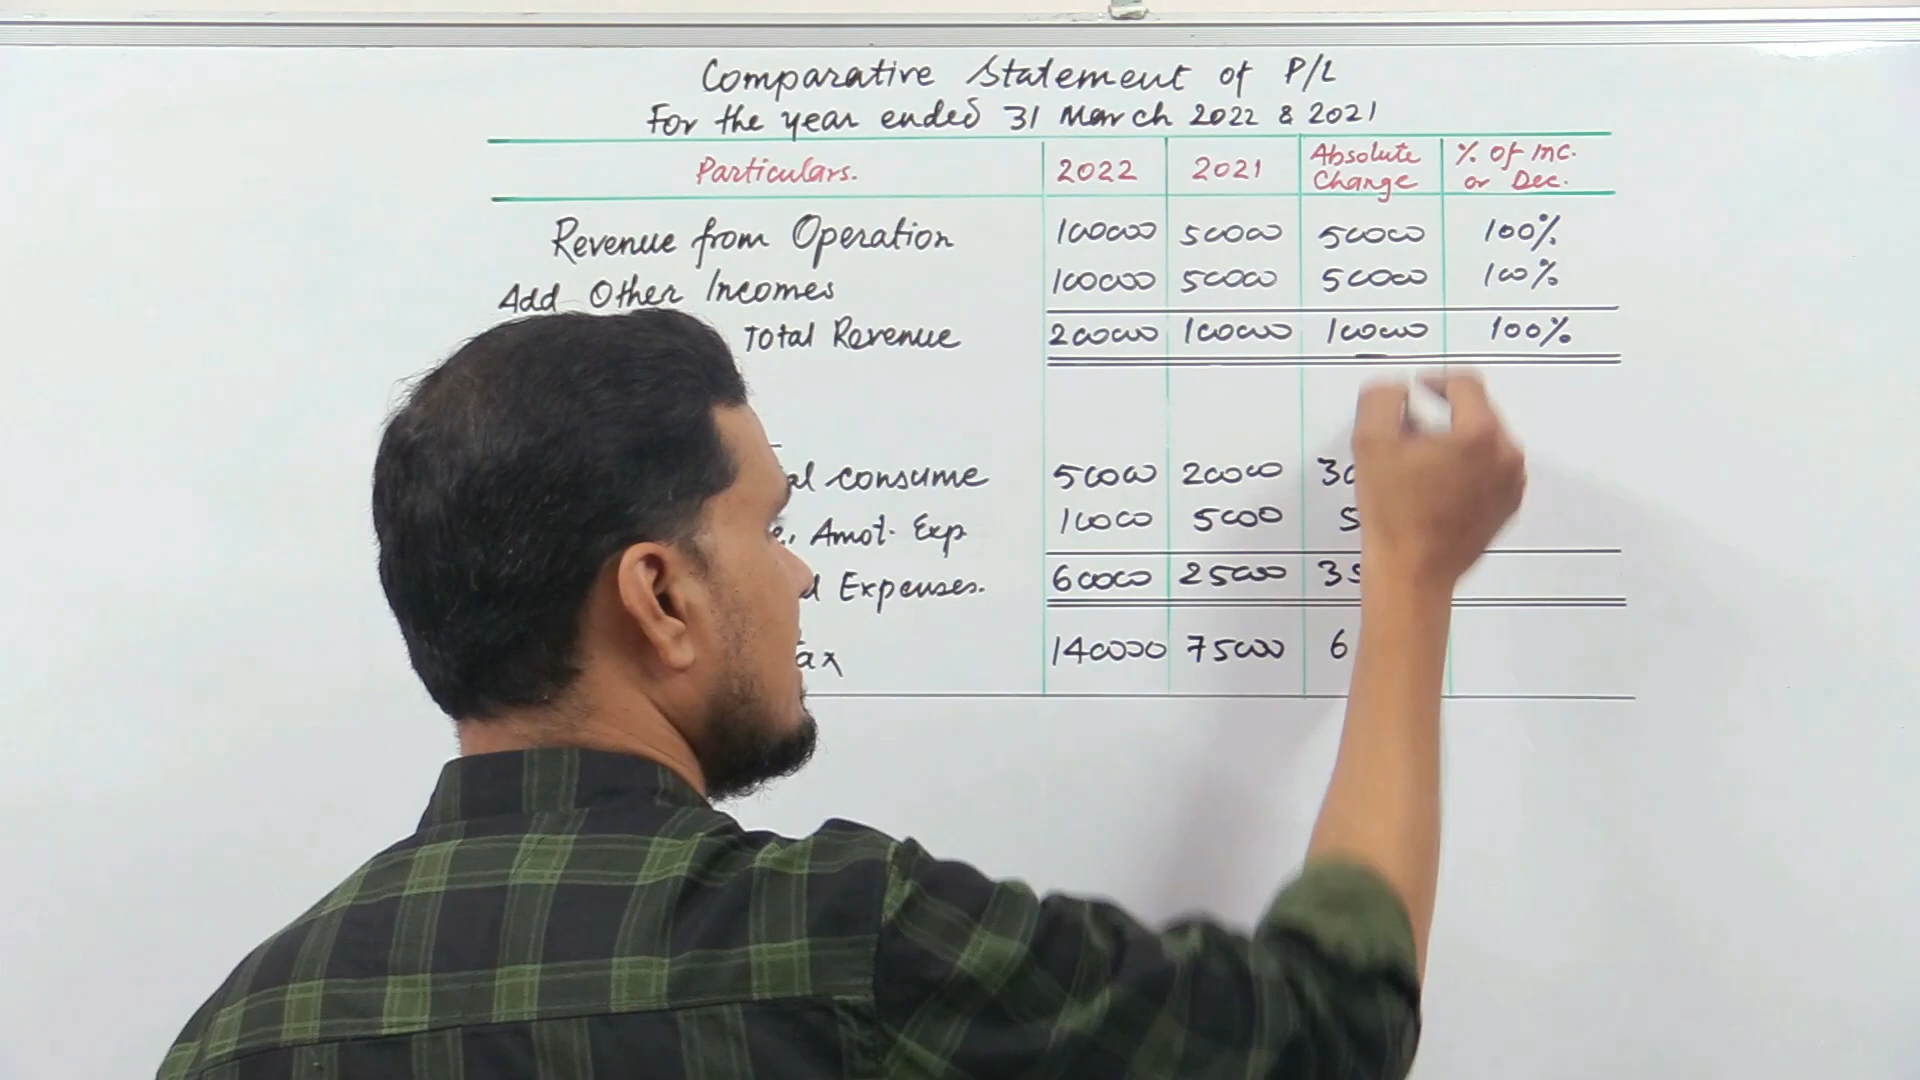 Comparative Statement of P/L
For the year ended 31 March 2022 & 2021
Particulars. 2022 2021 Absolute Change % of Inc. or Dec.
Revenue from Operation 100000 50000 50000 100%
Add Other Incomes 100000 50000 50000 100%
Total Revenue 200000 100000 100000 100%
consume 50000 20000
Amot. Exp 10000 5000
Expenses. 60000 25000
140000 75000